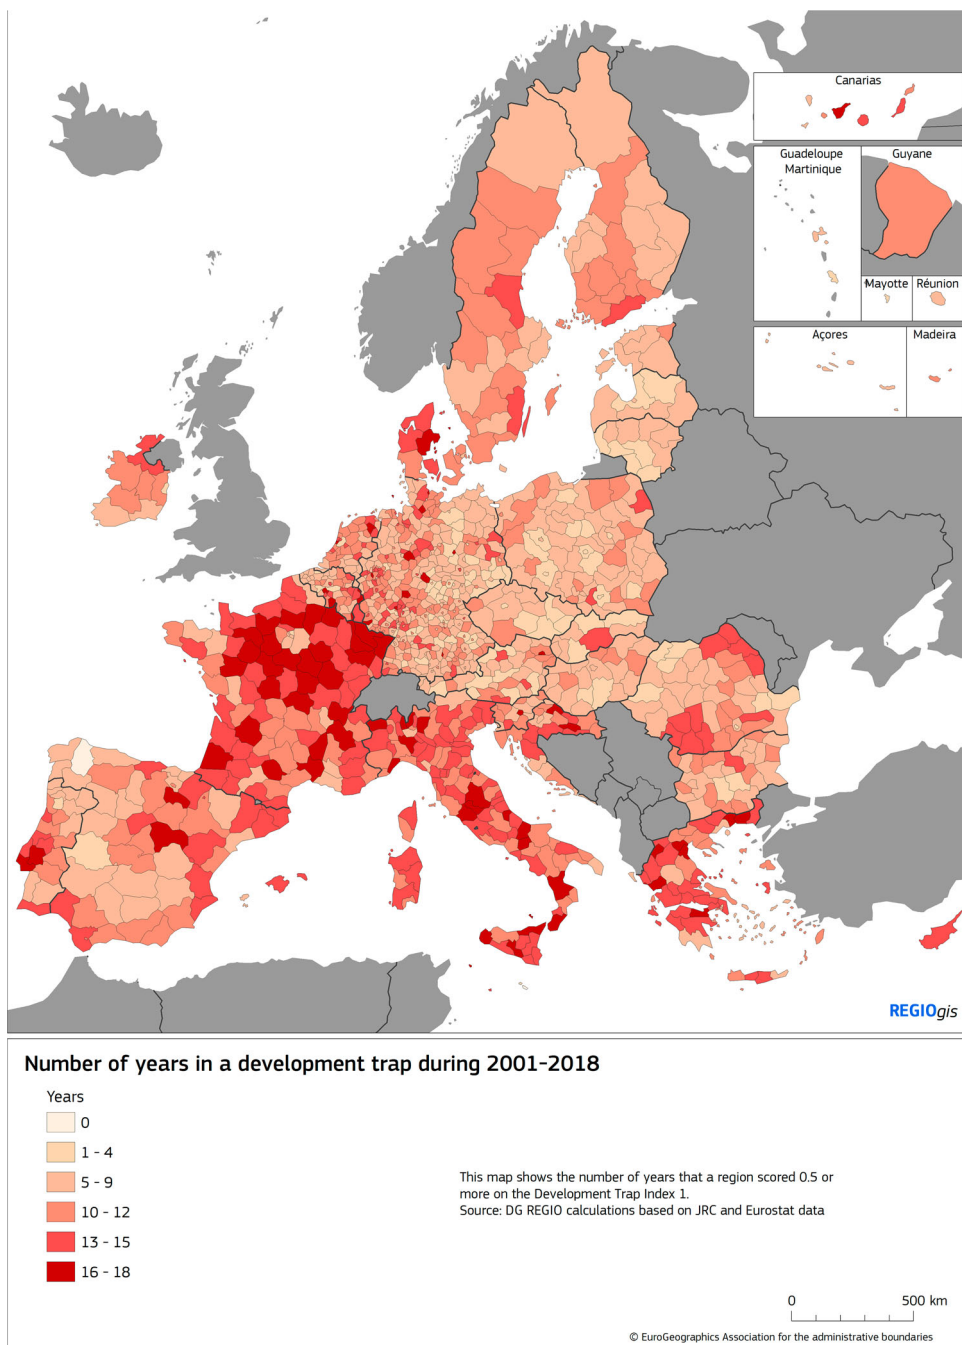 Canarias
Guadeloupe
Martinique
Guyane
Mayotte
Réunion
Açores
Madeira
REGIOgis
Number of years in a development trap during 2001-2018
Years
0
1 - 4
5 - 9
10 - 12
13 - 15
16 - 18
This map shows the number of years that a region scored 0.5 or
more on the Development Trap Index 1.
Source: DG REGIO calculations based on JRC and Eurostat data
0 500 km
© EuroGeographics Association for the administrative boundaries